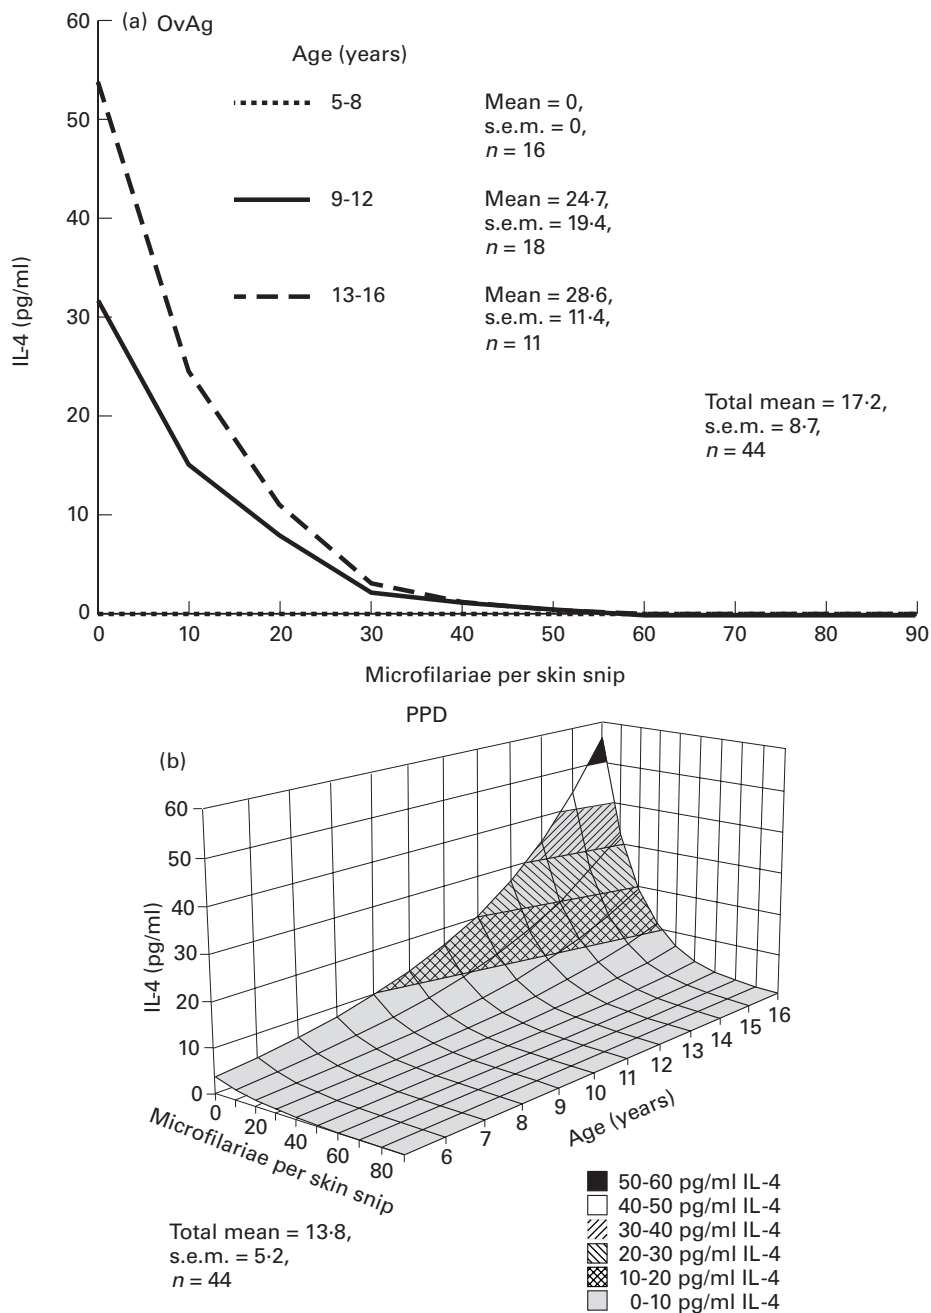 (a) OvAg
60
50
40
30
20
10
0
IL-4 (pg/ml)
Age (years)
5-8
Mean = 0,
s.e.m. = 0,
n = 16
9-12
Mean = 24·7,
s.e.m. = 19·4,
n = 18
13-16
Mean = 28·6,
s.e.m. = 11·4,
n = 11
Total mean = 17·2,
s.e.m. = 8·7,
n = 44
0 10 20 30 40 50 60 70 80 90
Microfilariae per skin snip
PPD
(b)
60
50
40
30
20
10
0
IL-4 (pg/ml)
0 20 40 60 80
Microfilariae per skin snip
6 7 8 9 10 11 12 13 14 15 16
Age (years)
Total mean = 13·8,
s.e.m. = 5·2,
n = 44
50-60 pg/ml IL-4
40-50 pg/ml IL-4
30-40 pg/ml IL-4
20-30 pg/ml IL-4
10-20 pg/ml IL-4
0-10 pg/ml IL-4